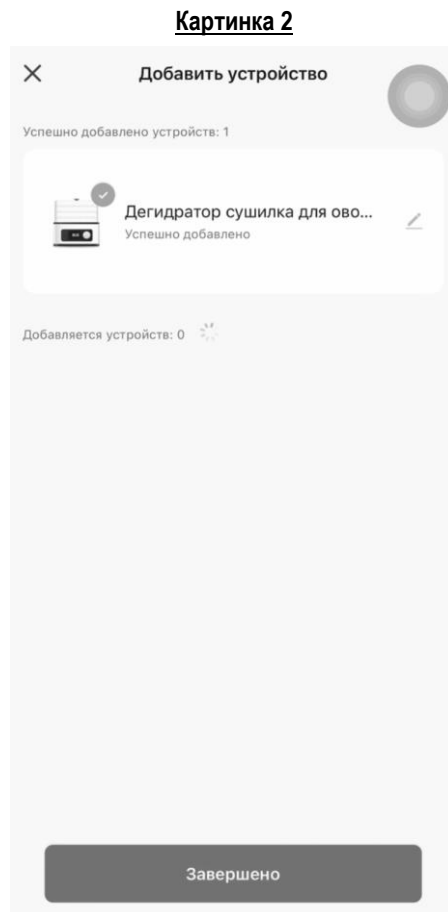 Картинка 2
Добавить устройство
Успешно добавлено устройств: 1
Дегидратор сушилка для ово...
Успешно добавлено
Добавляется устройств: 0
Завершено